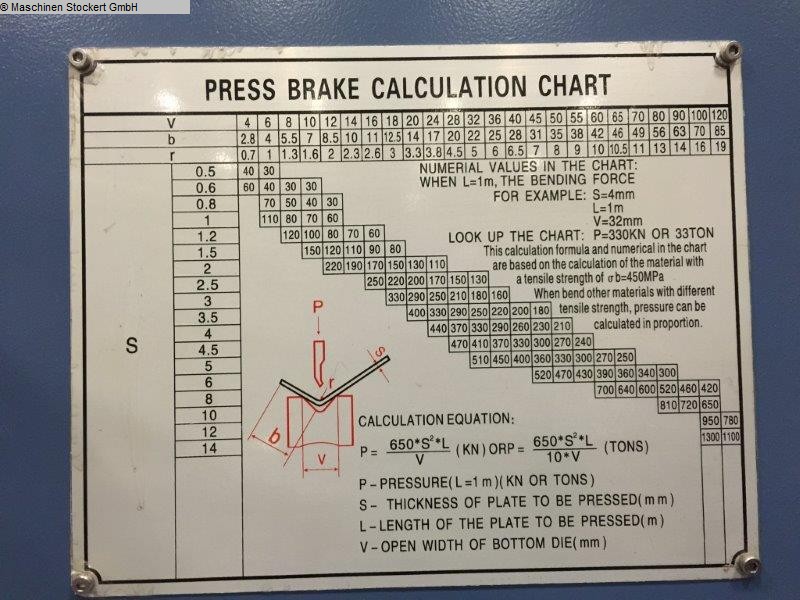 © Maschinen Stockert GmbH
PRESS BRAKE CALCULATION CHART
V 4 6 8 10 12 14 16 18 20 24 28 32 36 40 45 50 55 60 65 70 80 90 100 120
b 2.8 4 5.5 7 8.5 10 11 12.5 14 17 20 22 25 28 31 35 38 42 46 49 56 63 70 85
r 0.7 1 1.3 1.6 2 2.3 2.6 3 3.3 3.8 4.5 5 6 6.5 7 8 9 10 10.5 11 13 14 16 19
0.5 40 30
0.6 60 40 30 30
0.8 70 50 40 30
1 110 80 70 60
1.2 120 100 80 70 60
1.5 150 120 110 90 80
2 220 190 170 150 130 110
2.5 250 220 200 170 150 130
3 330 290 250 210 180 160
3.5 400 330 290 250 220 200 180
4 440 370 330 290 260 230 210
4.5 470 410 370 330 300 270 240
5 510 450 400 360 330 300 270 250
6 520 470 430 390 360 340 300
8 700 640 600 520 460 420
10 810 720 650
12 950 780
14 1300 1100
S
NUMERIAL VALUES IN THE CHART:
WHEN L=1m, THE BENDING FORCE
FOR EXAMPLE: S=4mm
L=1m
V=32mm
LOOK UP THE CHART: P=330KN OR 33TON
This calculation formula and numerical in the chart
are based on the calculation of the material with
a tensile strength of σb=450MPa
When bend other materials with different
tensile strength, pressure can be
calculated in proportion.
P
S
r
b
V
CALCULATION EQUATION:
P= 650*S²*L / V (KN) ORP= 650*S²*L / 10*V (TONS)
P-PRESSURE(L=1m)(KN OR TONS)
S- THICKNESS OF PLATE TO BE PRESSED(mm)
L-LENGTH OF THE PLATE TO BE PRESSED(m)
V-OPEN WIDTH OF BOTTOM DIE(mm)